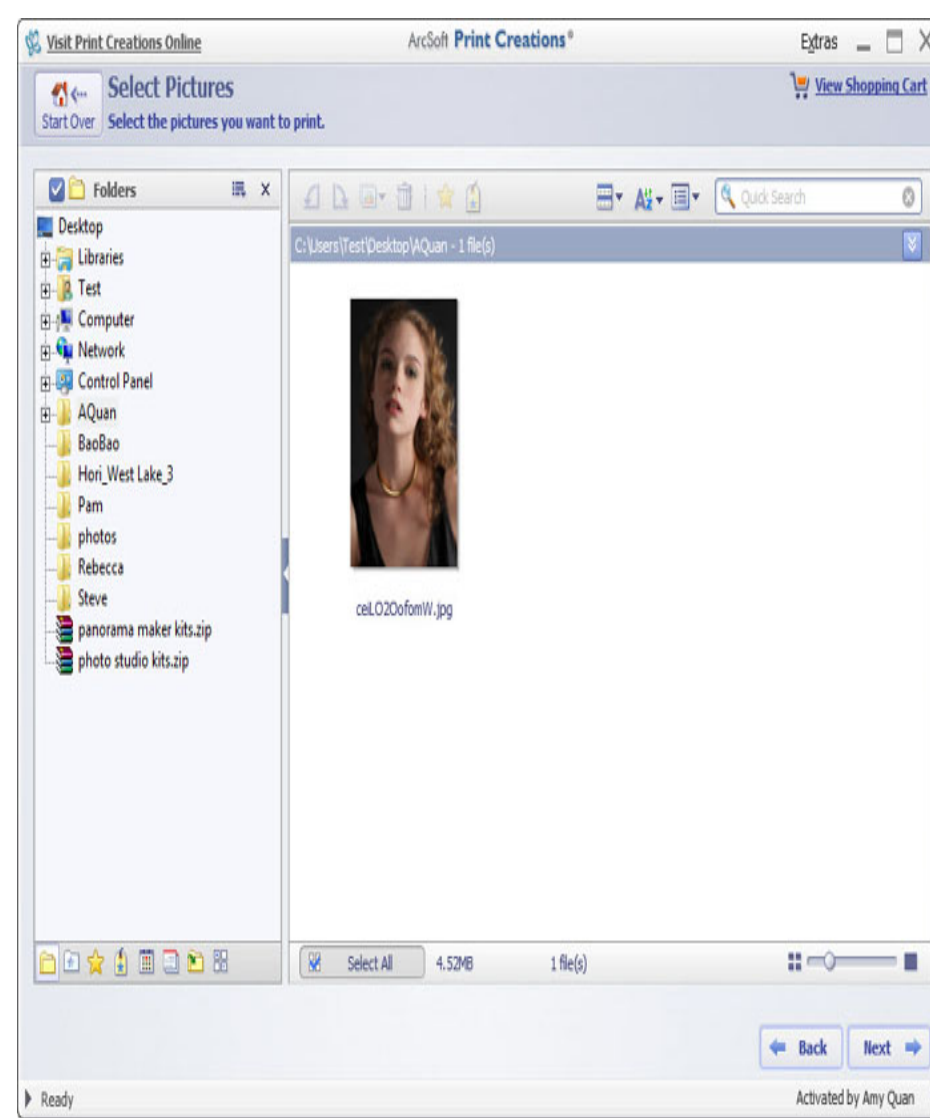 Visit Print Creations Online
ArcSoft Print Creations®
Extras
Start Over
Select Pictures
Select the pictures you want to print.
View Shopping Cart
Folders
Quick Search
Desktop
Libraries
Test
Computer
Network
Control Panel
AQuan
BaoBao
Hori_West Lake_3
Pam
photos
Rebecca
Steve
panorama maker kits.zip
photo studio kits.zip
C:\Users\Test\Desktop\AQuan - 1 file(s)
ceiLO2OofomW.jpg
Select All
4.52MB
1 file(s)
Back
Next
Ready
Activated by Amy Quan